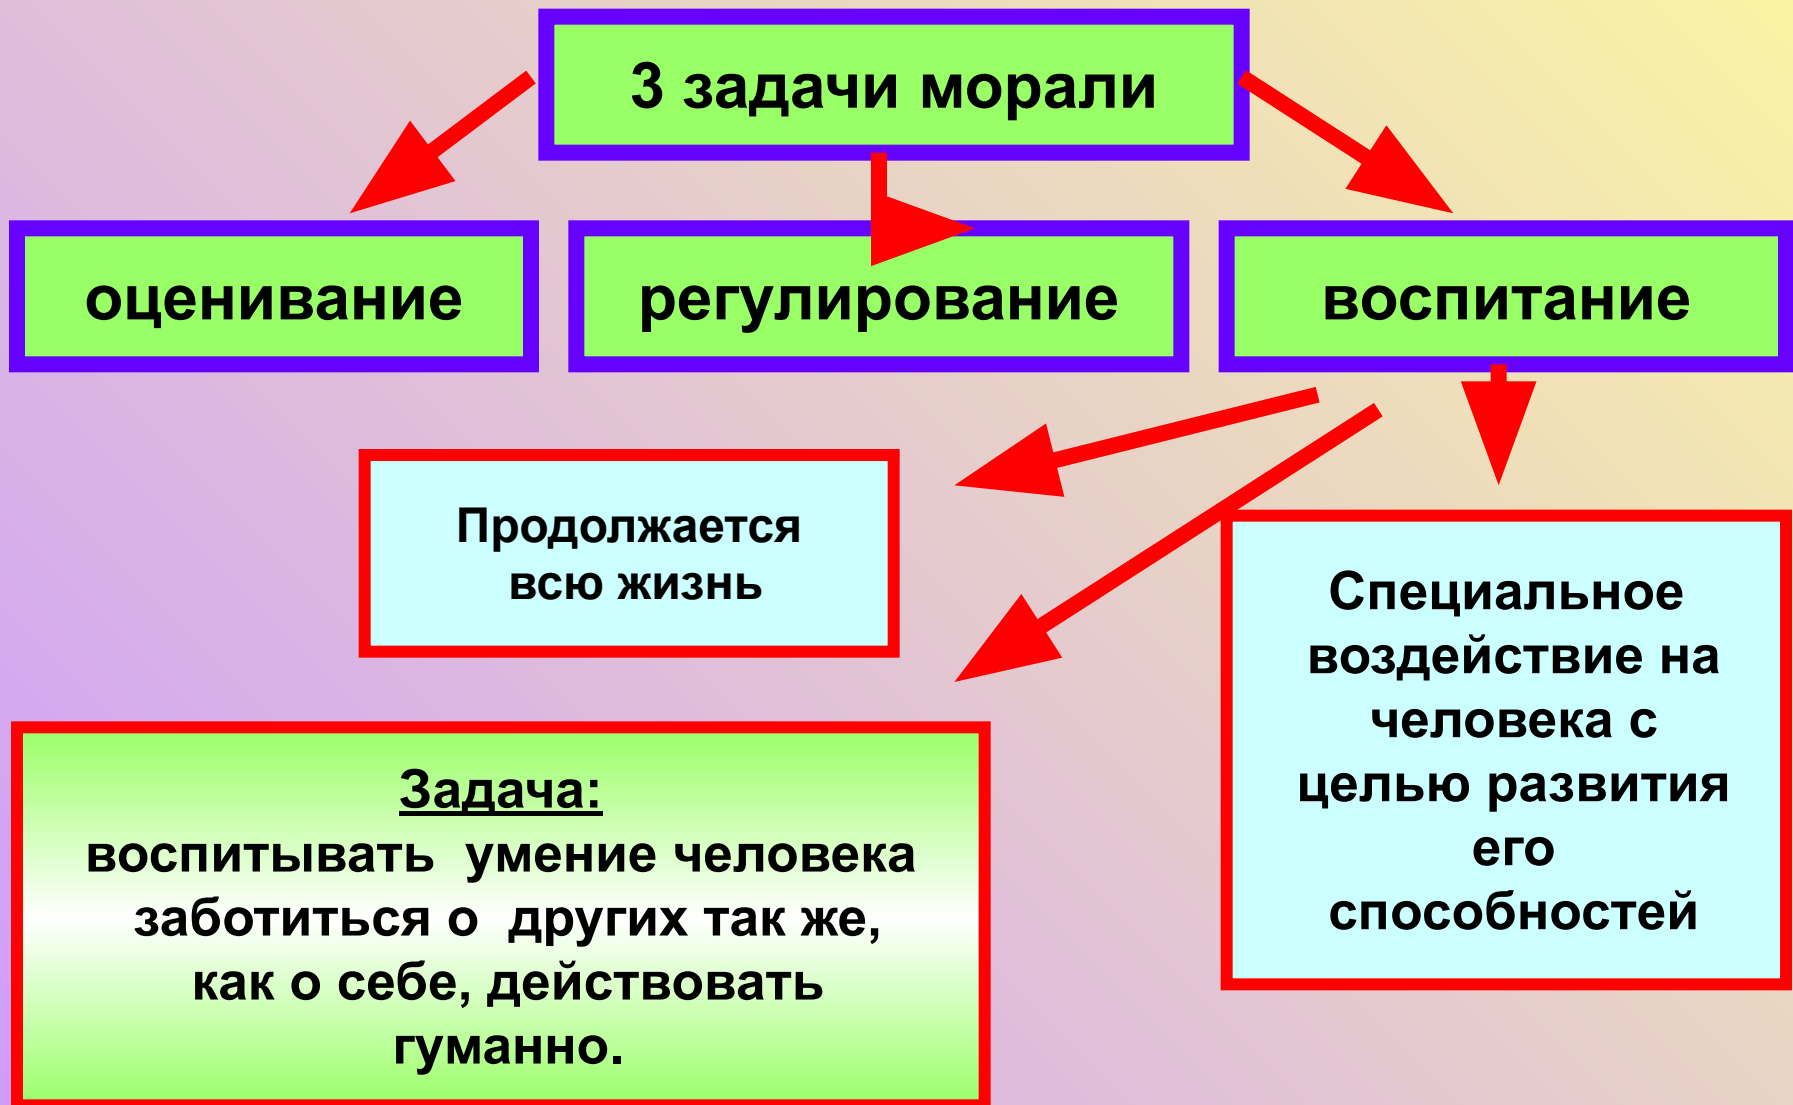 3 задачи морали
оценивание
регулирование
воспитание
Продолжается
всю жизнь
Специальное
воздействие на
человека с
целью развития
его
способностей
Задача:
воспитывать умение человека
заботиться о других так же,
как о себе, действовать
гуманно.